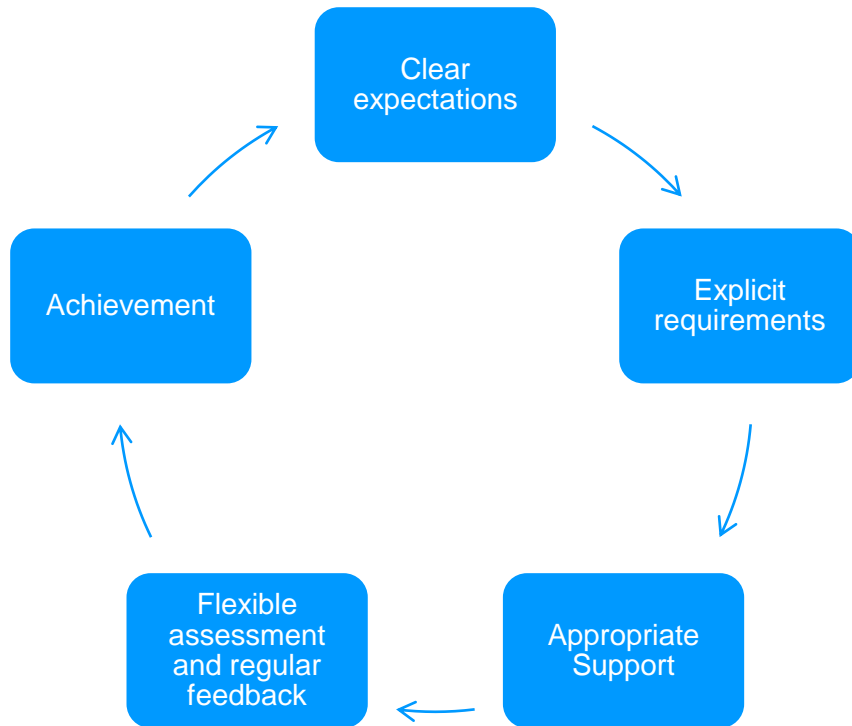 Clear
expectations
Explicit
requirements
Appropriate
Support
Flexible
assessment
and regular
feedback
Achievement